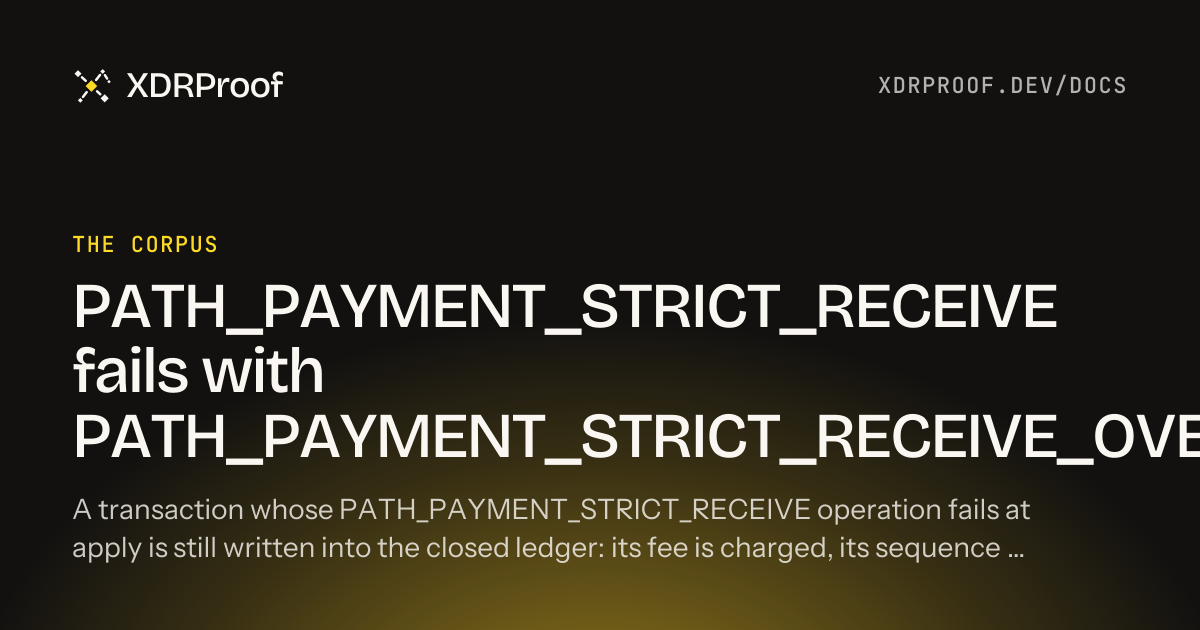 XDRProof
XDRPROOF.DEV/DOCS
THE CORPUS
PATH_PAYMENT_STRICT_RECEIVE
fails with
PATH_PAYMENT_STRICT_RECEIVE_OVE
A transaction whose PATH_PAYMENT_STRICT_RECEIVE operation fails at
apply is still written into the closed ledger: its fee is charged, its sequence ...